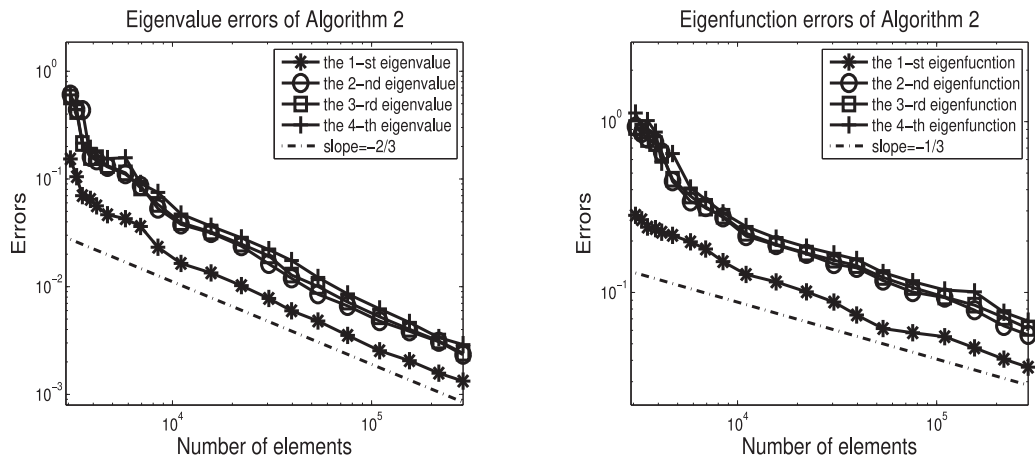 Eigenvalue errors of Algorithm 2
10^0
10^−1
10^−2
10^−3
Errors
the 1−st eigenvalue
the 2−nd eigenvalue
the 3−rd eigenvalue
the 4−th eigenvalue
slope=−2/3
10^4
10^5
Number of elements
Eigenfunction errors of Algorithm 2
10^0
10^−1
Errors
the 1−st eigenfucntion
the 2−nd eigenfunction
the 3−rd eigenfunction
the 4−th eigenfunction
slope=−1/3
10^4
10^5
Number of elements